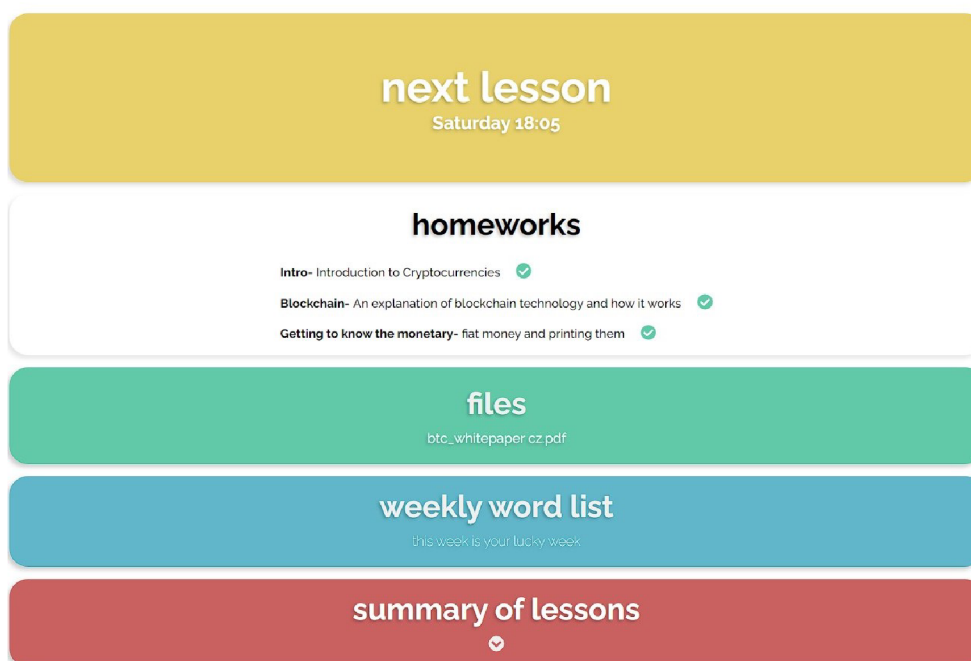 next lesson
Saturday 18:05
homeworks
Intro- Introduction to Cryptocurrencies
Blockchain- An explanation of blockchain technology and how it works
Getting to know the monetary- fiat money and printing them
files
btc_whitepaper cz.pdf
weekly word list
this week is your lucky week
summary of lessons